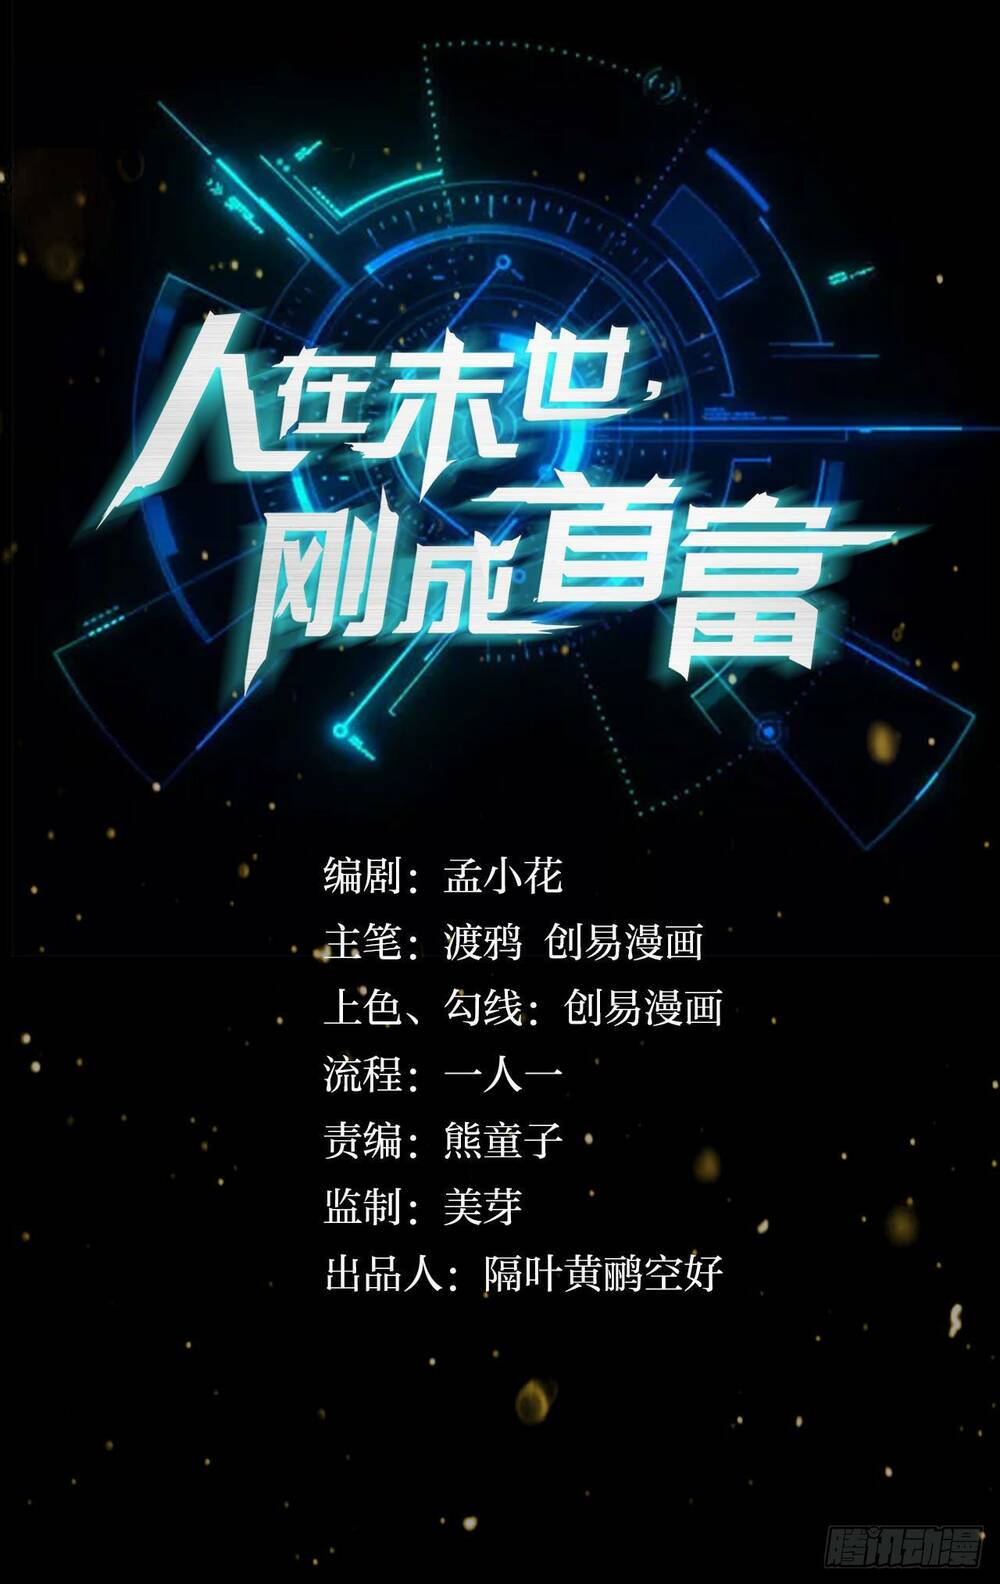 人在末世，
刚成首富
编剧：孟小花
主笔：渡鸦 创易漫画
上色、勾线：创易漫画
流程：一人一
责编：熊童子
监制：美芽
出品人：隔叶黄鹂空好
腾讯动漫